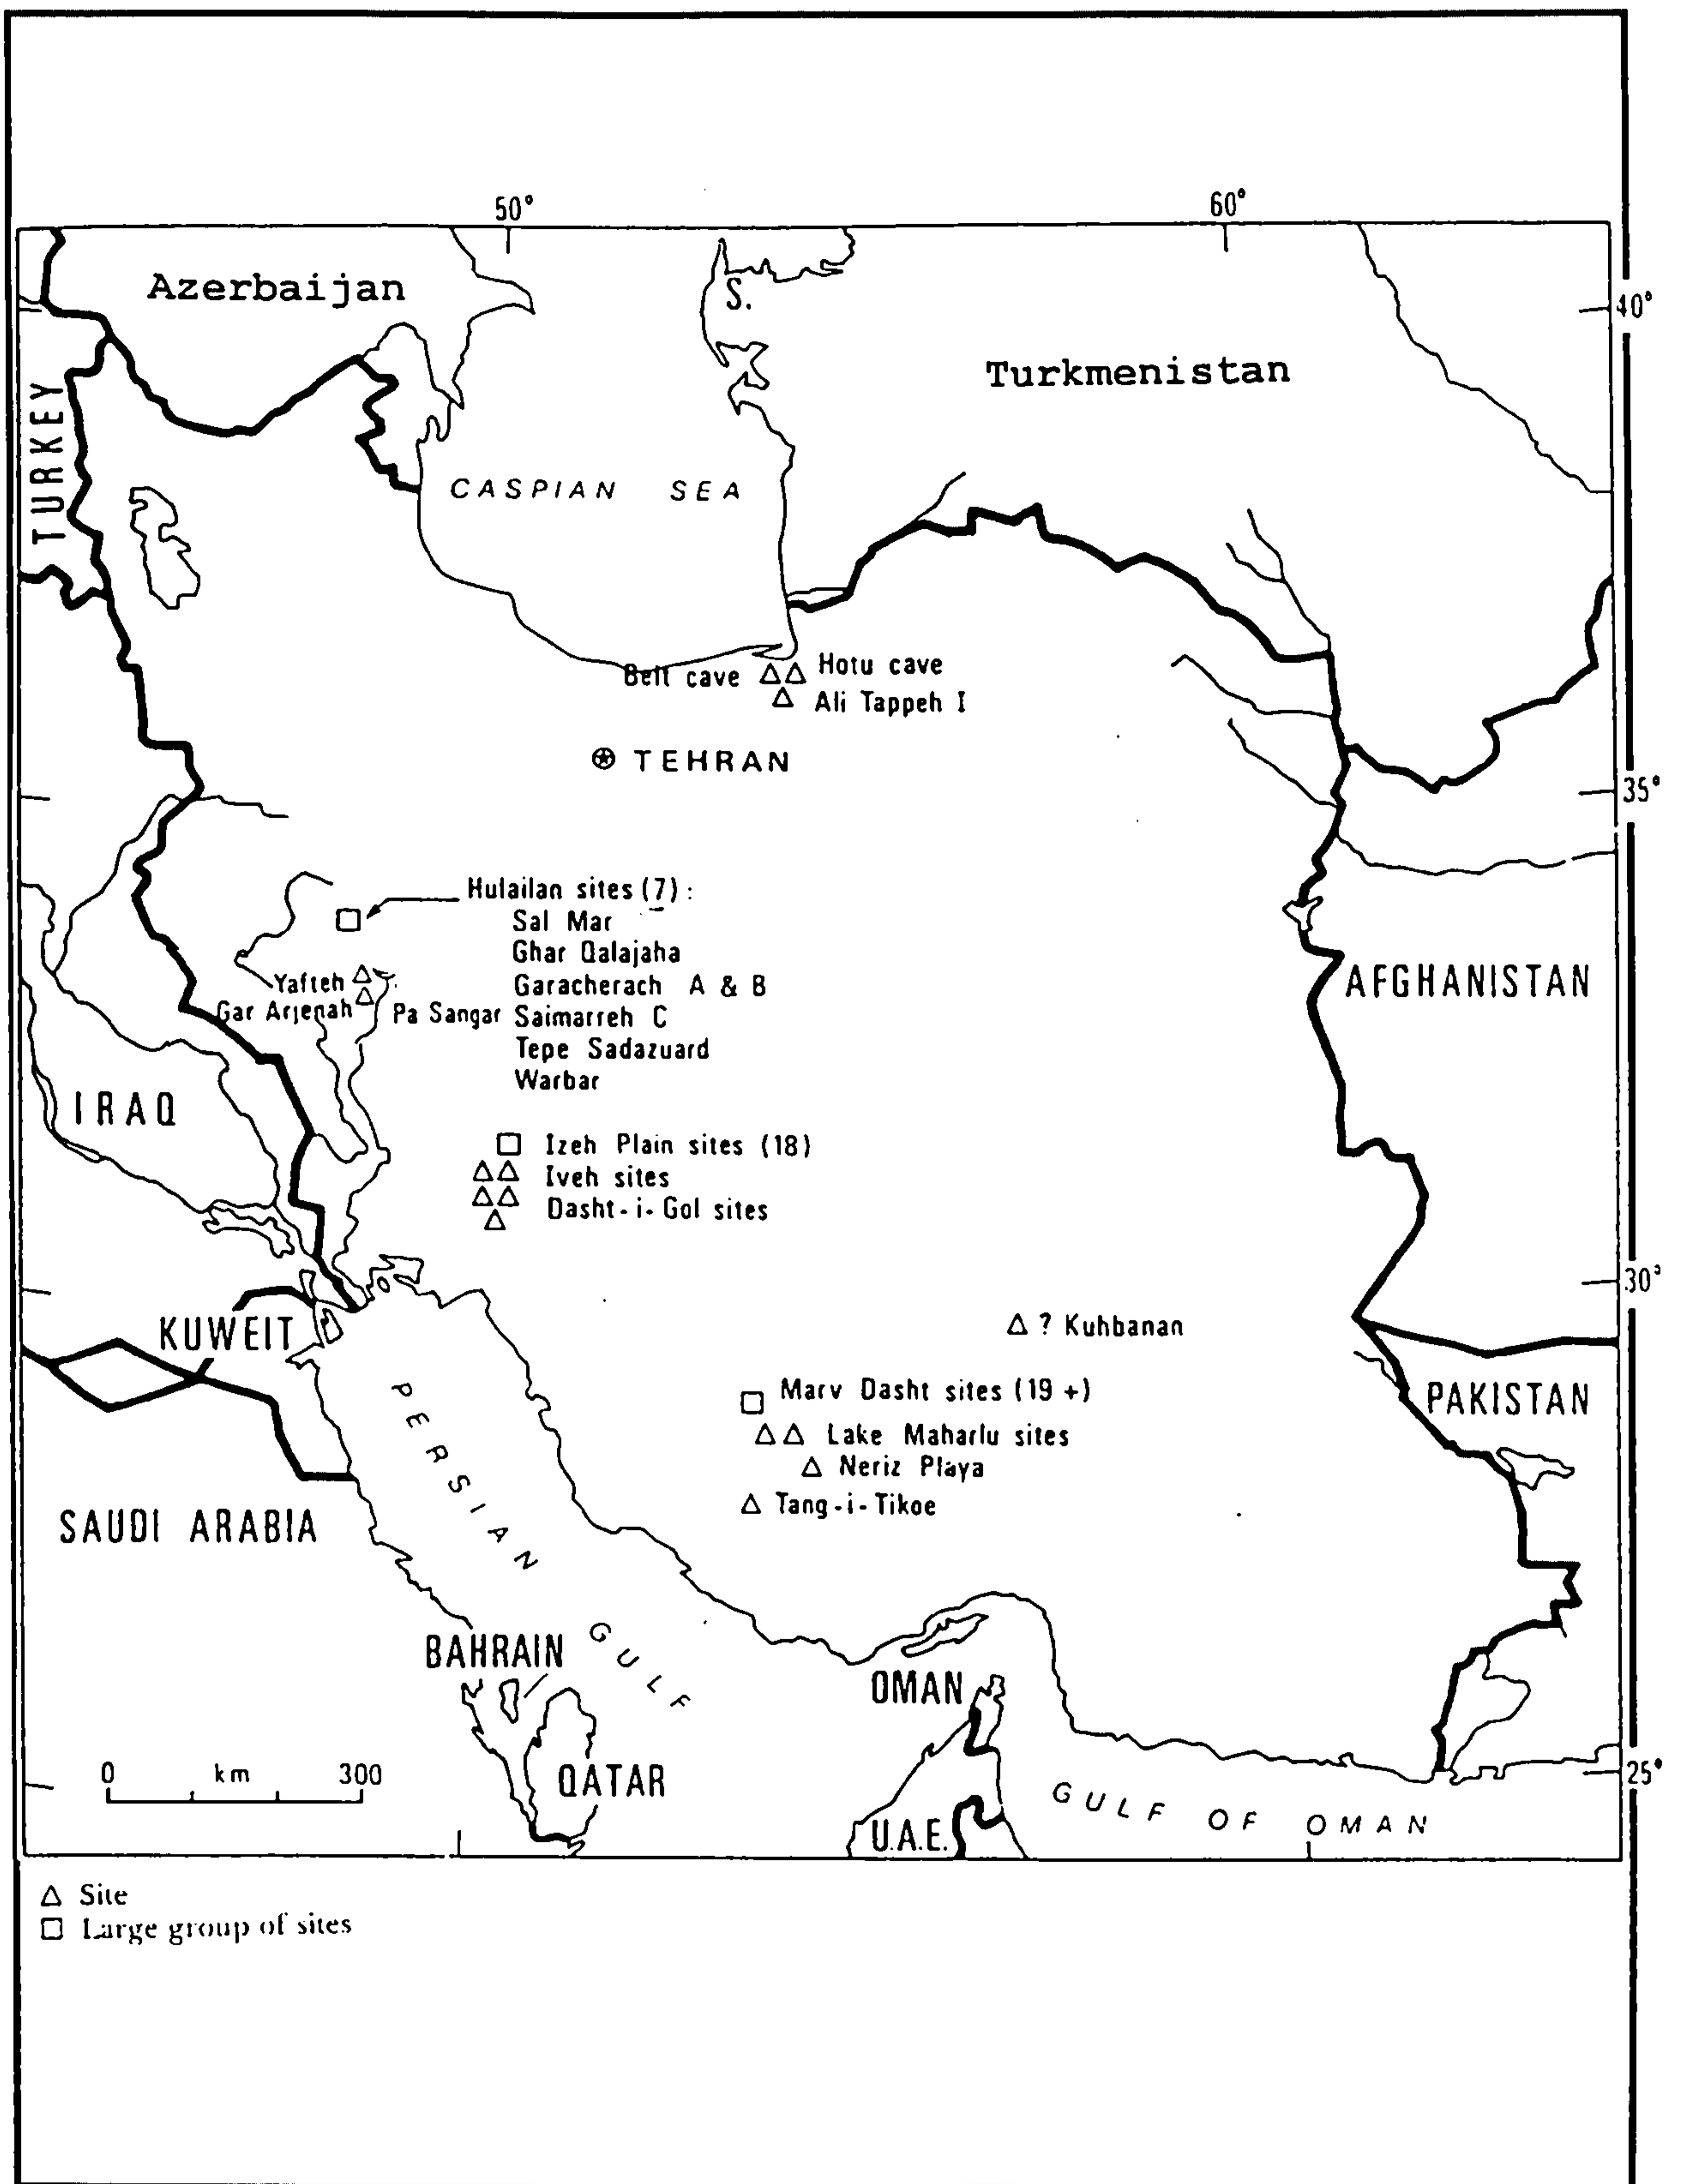 50°
60°
Azerbaijan
S.
40°
Turkmenistan
TURKEY
CASPIAN SEA
Hotu cave
Belt cave
Ali Tappeh I
TEHRAN
35°
Hulailan sites (7) :
Sal Mar
Ghar Qalajaha
Yafteh
Garacherach A & B
AFGHANISTAN
Gar Arjenah
Pa Sangar
Saimarreh C
Tepe Sadazuard
Warbar
IRAQ
Izeh Plain sites (18)
Iveh sites
Dasht-i-Gol sites
30°
KUWEIT
? Kuhbanan
Marv Dasht sites (19 +)
PAKISTAN
Lake Maharlu sites
Neriz Playa
Tang-i-Tikoe
PERSIAN GULF
SAUDI ARABIA
BAHRAIN
OMAN
0 km 300
QATAR
25°
GULF OF OMAN
U.A.E.
Site
Large group of sites